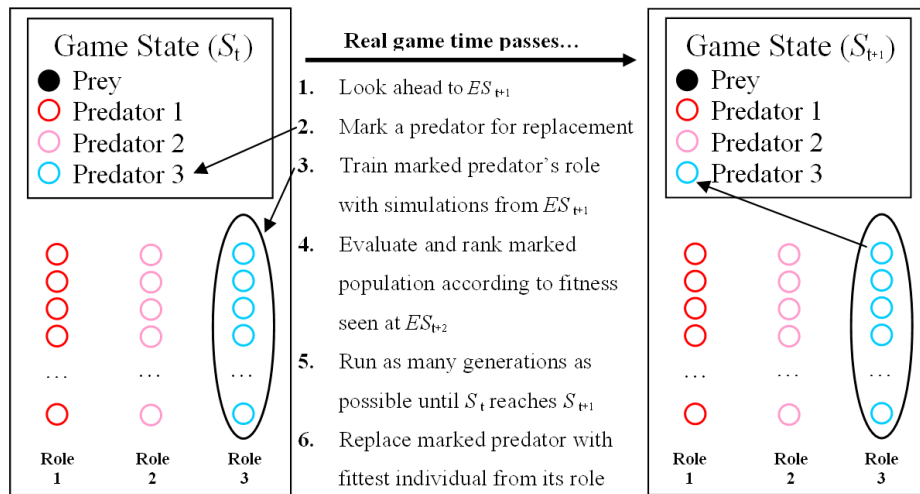 Game State (St)
Prey
Predator 1
Predator 2
Predator 3
... ... ...
Role Role Role
1 2 3
Real game time passes...
1. Look ahead to ES t+1
2. Mark a predator for replacement
3. Train marked predator's role
with simulations from ES t+1
4. Evaluate and rank marked
population according to fitness
seen at ES t+2
5. Run as many generations as
possible until St reaches St+1
6. Replace marked predator with
fittest individual from its role
Game State (St+1)
Prey
Predator 1
Predator 2
Predator 3
... ... ...
Role Role Role
1 2 3